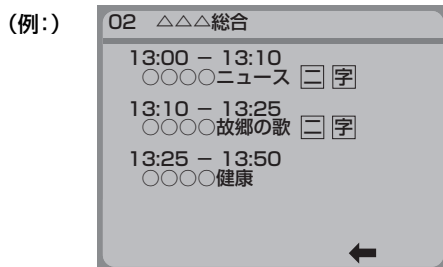 (例：)
02 △△△総合
13:00 － 13:10
○○○○ニュース 二 字
13:10 － 13:25
○○○○故郷の歌 二 字
13:25 － 13:50
○○○○健康